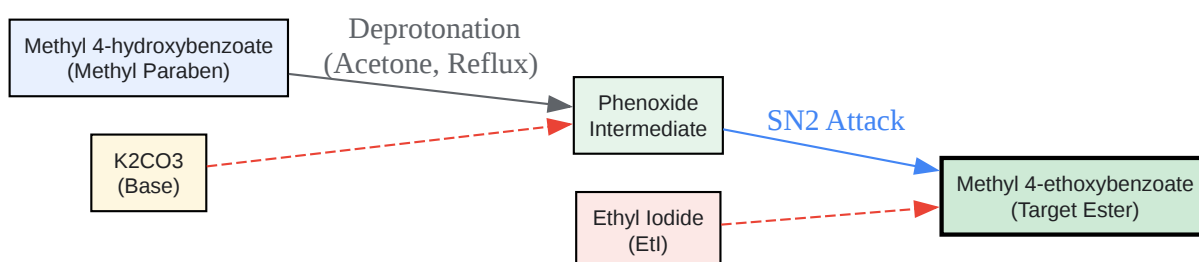 Methyl 4-hydroxybenzoate
(Methyl Paraben)
Deprotonation
(Acetone, Reflux)
K2CO3
(Base)
Phenoxide
Intermediate
SN2 Attack
Ethyl Iodide
(EtI)
Methyl 4-ethoxybenzoate
(Target Ester)